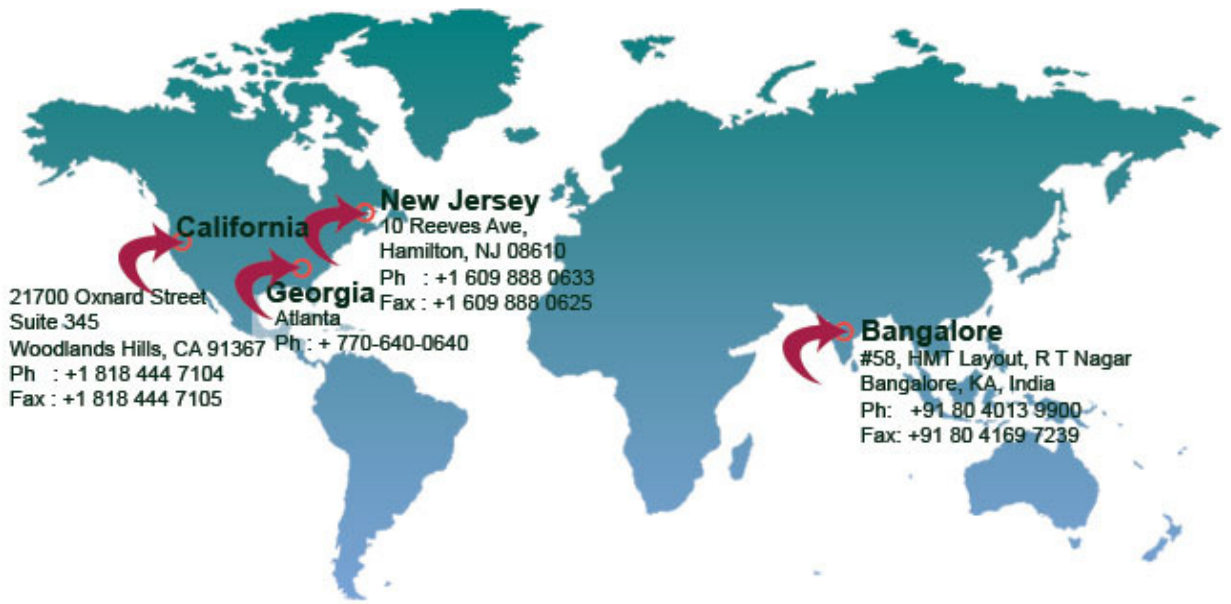 California
21700 Oxnard Street
Suite 345
Woodlands Hills, CA 91367
Ph : +1 818 444 7104
Fax : +1 818 444 7105
New Jersey
10 Reeves Ave,
Hamilton, NJ 08610
Ph : +1 609 888 0633
Fax : +1 609 888 0625
Georgia
Atlanta
Ph : + 770-640-0640
Bangalore
#58, HMT Layout, R T Nagar
Bangalore, KA, India
Ph: +91 80 4013 9900
Fax: +91 80 4169 7239